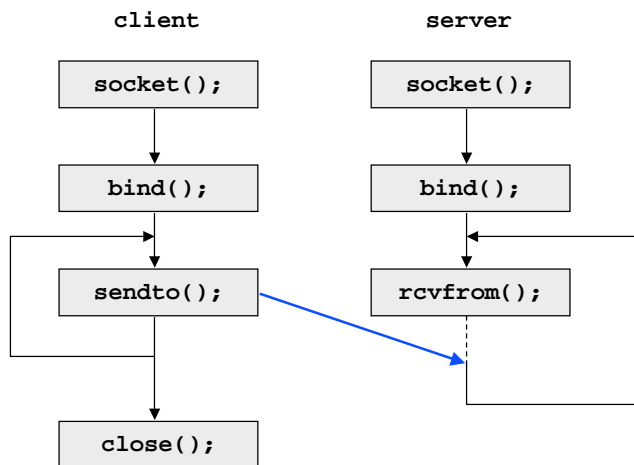 client
server
socket();
socket();
bind();
bind();
sendto();
rcvfrom();
close();